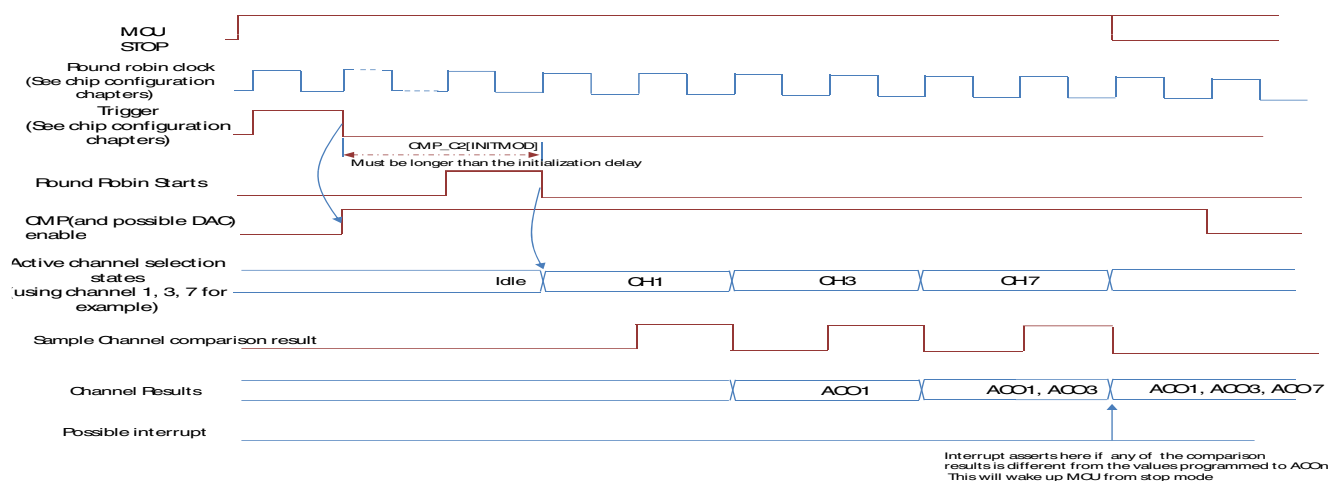 MCU
STOP
Round robin clock
(See chip configuration
chapters)
Trigger
(See chip configuration
chapters)
CMP_C2[INITMOD]
Must be longer than the initialization delay
Round Robin Starts
CMP(and possible DAC)
enable
Active channel selection
states
(using channel 1, 3, 7 for
example)
Idle
CH1
CH3
CH7
Sample Channel comparison result
Channel Results
ACO1
ACO1, ACO3
ACO1, ACO3, ACO7
Possible interrupt
Interrupt asserts here if any of the comparison
results is different from the values programmed to ACOn
This will wake up MCU from stop mode